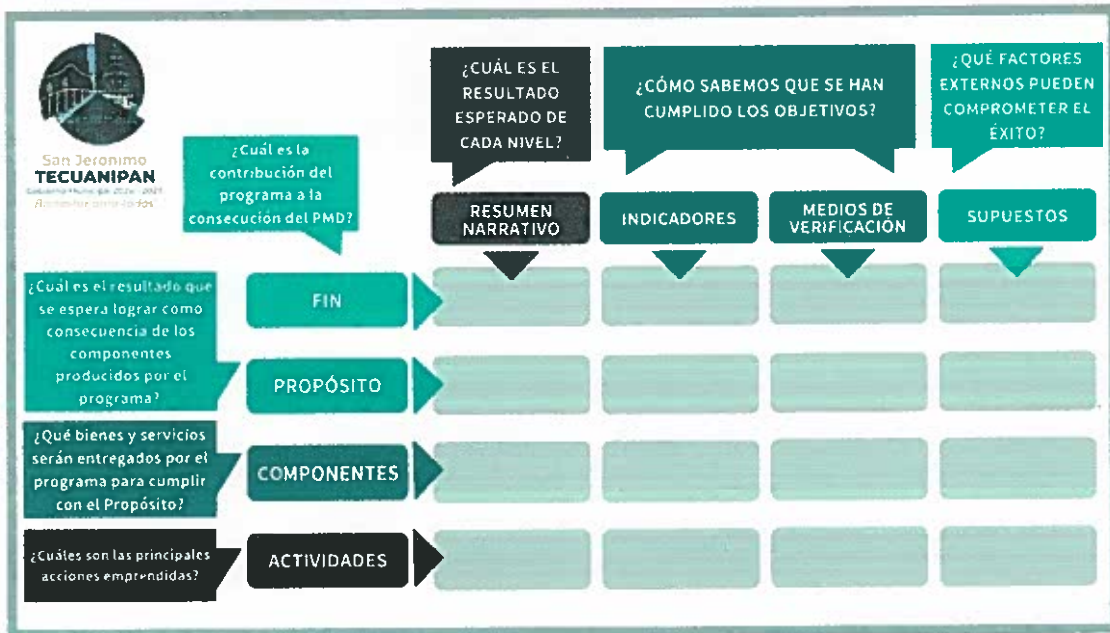 San Jeronimo
TECUANIPAN
¿CUÁL ES EL
RESULTADO
ESPERADO DE
CADA NIVEL?
¿CÓMO SABEMOS QUE SE HAN
CUMPLIDO LOS OBJETIVOS?
¿QUÉ FACTORES
EXTERNOS PUEDEN
COMPROMETER EL
ÉXITO?
¿Cuál es la
contribución del
programa a la
consecución del PMD?
RESUMEN
NARRATIVO
INDICADORES
MEDIOS DE
VERIFICACIÓN
SUPUESTOS
¿Cuál es el resultado que
se espera lograr como
consecuencia de los
componentes
producidos por el
programa?
FIN
PROPÓSITO
¿Qué bienes y servicios
serán entregados por el
programa para cumplir
con el Propósito?
COMPONENTES
¿Cuáles son las principales
acciones emprendidas?
ACTIVIDADES